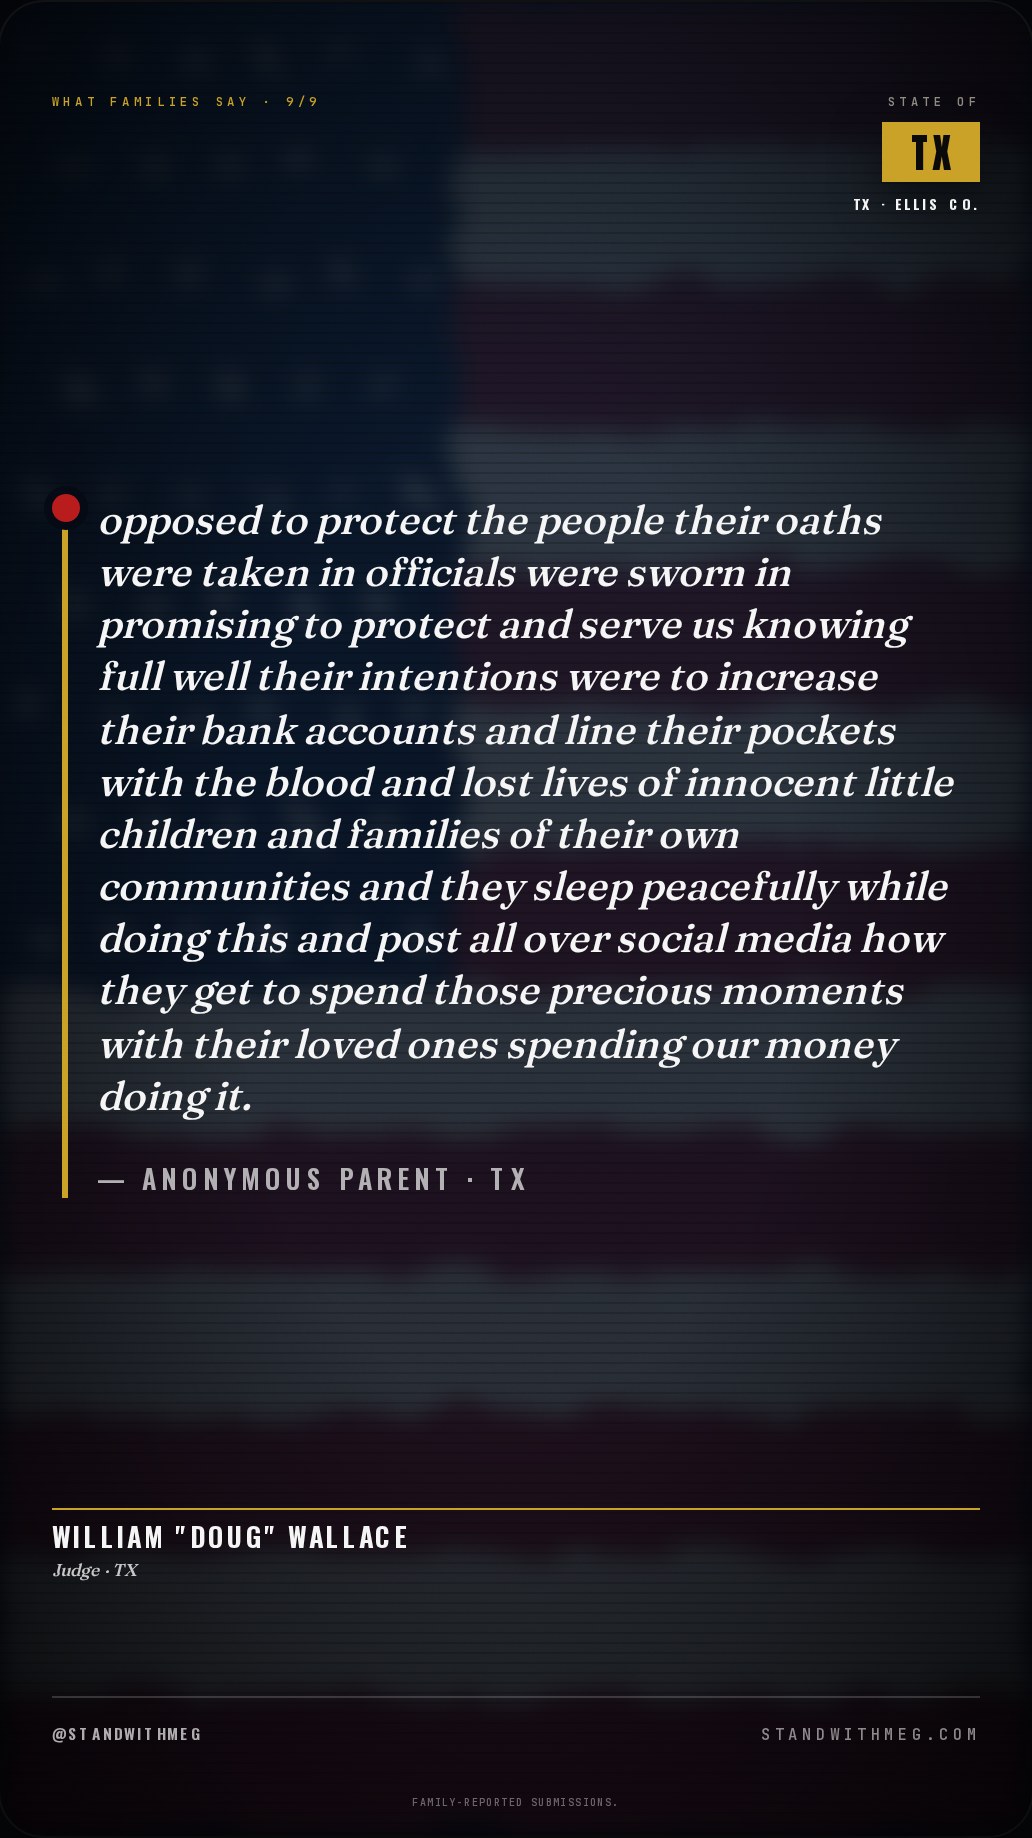 WHAT FAMILIES SAY · 9/9
STATE OF
TX
TX · ELLIS CO.
opposed to protect the people their oaths
were taken in officials were sworn in
promising to protect and serve us knowing
full well their intentions were to increase
their bank accounts and line their pockets
with the blood and lost lives of innocent little
children and families of their own
communities and they sleep peacefully while
doing this and post all over social media how
they get to spend those precious moments
with their loved ones spending our money
doing it.
— ANONYMOUS PARENT · TX
WILLIAM "DOUG" WALLACE
Judge · TX
@STANDWITHMEG
STANDWITHMEG.COM
FAMILY-REPORTED SUBMISSIONS.